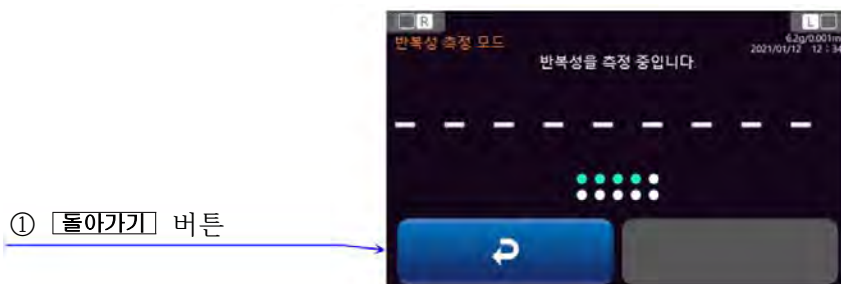 R L
반복성 측정 모드
6.2g/0.001m
2021/01/12 12:34
반복성을 측정 중입니다
— — — — — — — — —
① 돌아가기 버튼